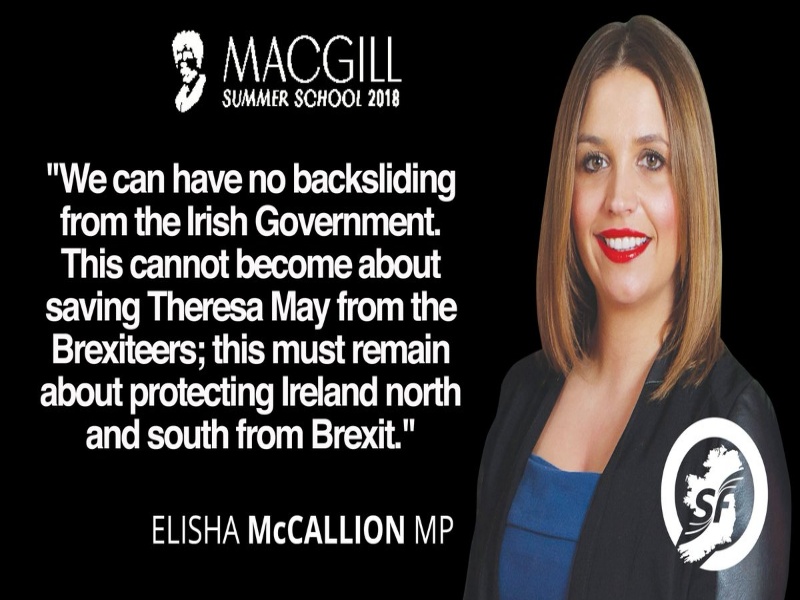 MACGILL
SUMMER SCHOOL 2018
"We can have no backsliding
from the Irish Government.
This cannot become about
saving Theresa May from the
Brexiteers; this must remain
about protecting Ireland north
and south from Brexit."
ELISHA McCALLION MP
SF